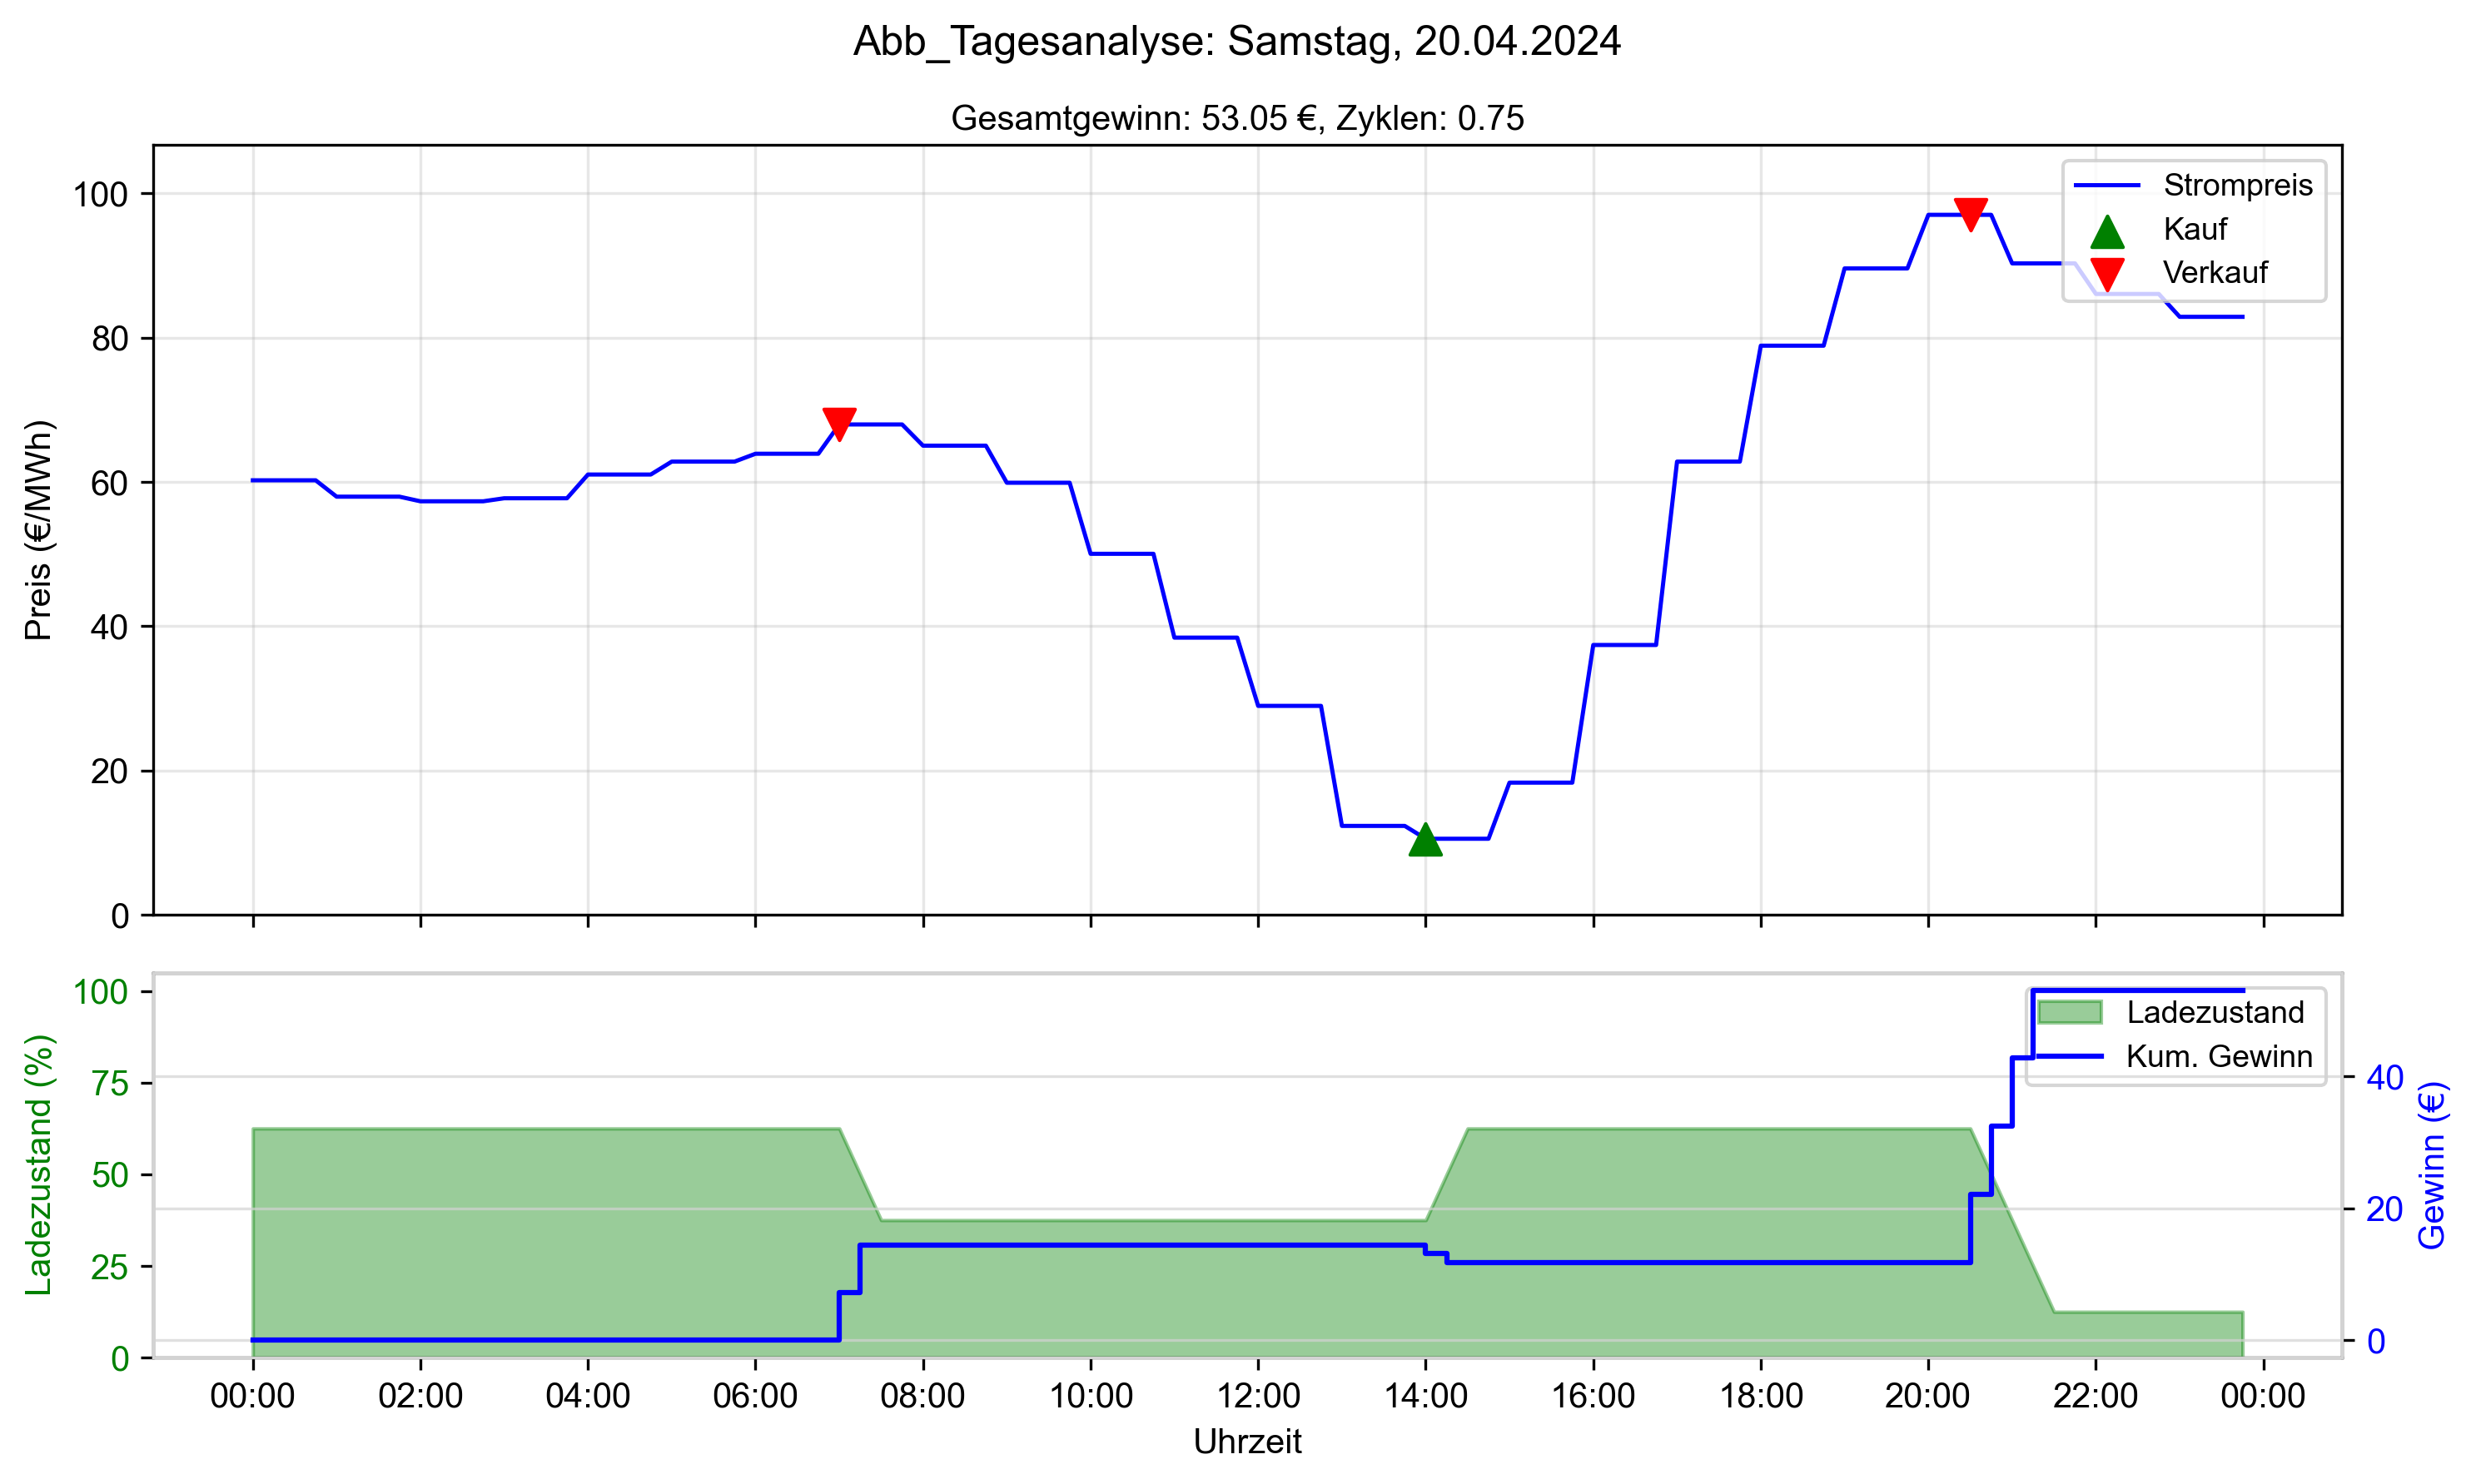 Abb_Tagesanalyse: Samstag, 20.04.2024
Gesamtgewinn: 53.05 €, Zyklen: 0.75
Preis (€/MWh)
100
80
60
40
20
0
Strompreis
Kauf
Verkauf
Ladezustand (%)
100
75
50
25
0
Ladezustand
Kum. Gewinn
40
20
0
Gewinn (€)
00:00 02:00 04:00 06:00 08:00 10:00 12:00 14:00 16:00 18:00 20:00 22:00 00:00
Uhrzeit